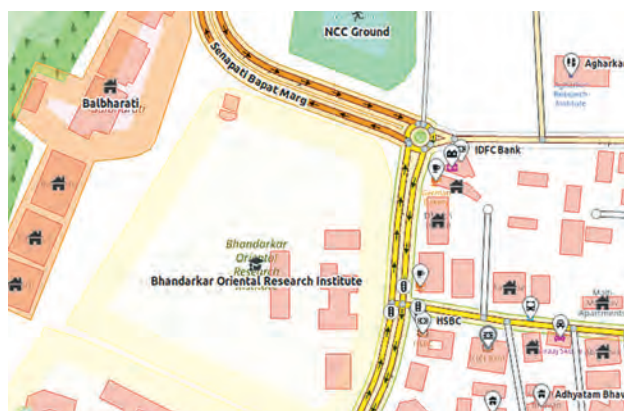 NCC Ground
Agharkar
Agharkar
Research
Institute
Balbharati
Senapati Bapat Marg
IDFC Bank
Bhandarkar
Oriental
Research
Bhandarkar Oriental Research Institute
HSBC
Apartments
Adhyatam Bhav